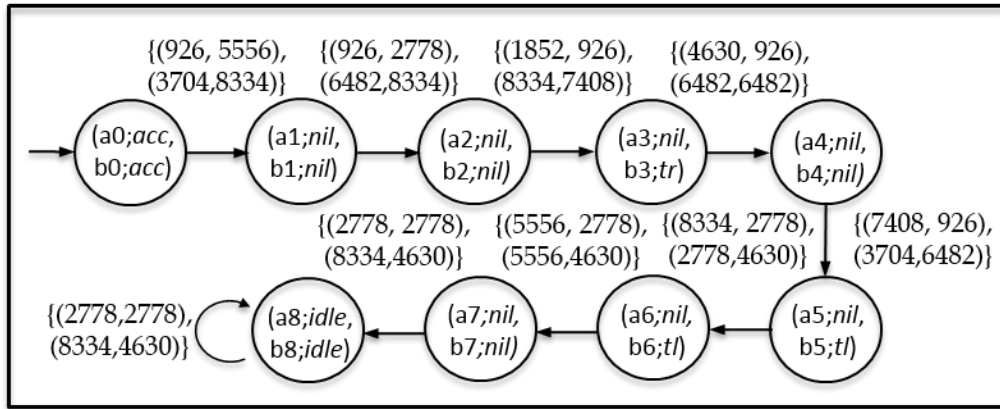 {(926, 5556),
(3704,8334)}
{(926, 2778),
(6482,8334)}
{(1852, 926),
(8334,7408)}
{(4630, 926),
(6482,6482)}
(a0;acc,
b0;acc)
(a1;nil,
b1;nil)
(a2;nil,
b2;nil)
(a3;nil,
b3;tr)
(a4;nil,
b4;nil)
{(2778, 2778),
(8334,4630)}
{(5556, 2778),
(5556,4630)}
{(8334, 2778),
(2778,4630)}
{(7408, 926),
(3704,6482)}
{(2778,2778),
(8334,4630)}
(a8;idle,
b8;idle)
(a7;nil,
b7;nil)
(a6;nil,
b6;tl)
(a5;nil,
b5;tl)